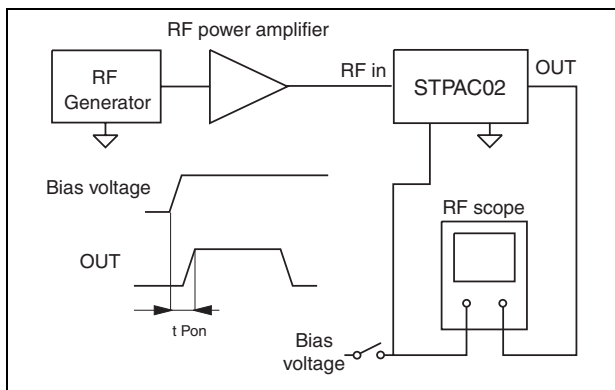 RF power amplifier
RF
Generator
RF in
STPAC02
OUT
Bias voltage
OUT
t Pon
RF scope
Bias
voltage